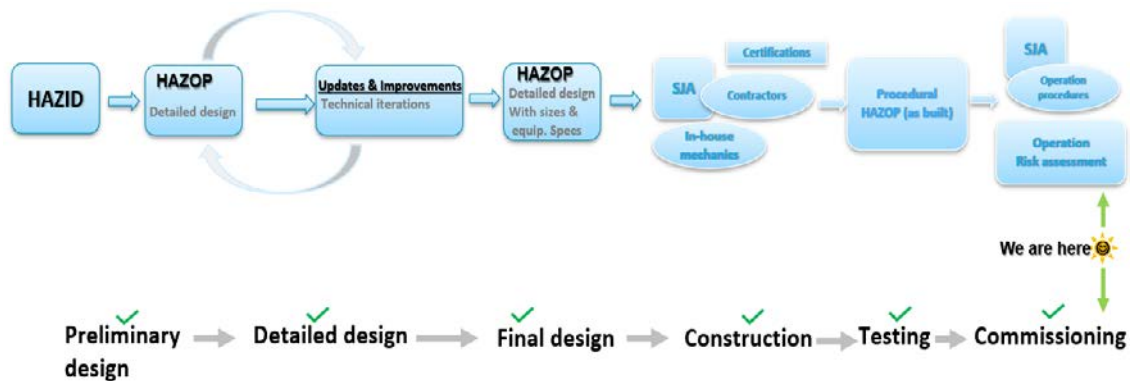 HAZID
HAZOP
Detailed design
Updates & Improvements
Technical iterations
HAZOP
Detailed design
With sizes &
equip. Specs
Certifications
SJA
Contractors
In-house
mechanics
Procedural
HAZOP (as built)
SJA
Operation
procedures
Operation
Risk assessment
We are here
Preliminary
design
Detailed design
Final design
Construction
Testing
Commissioning